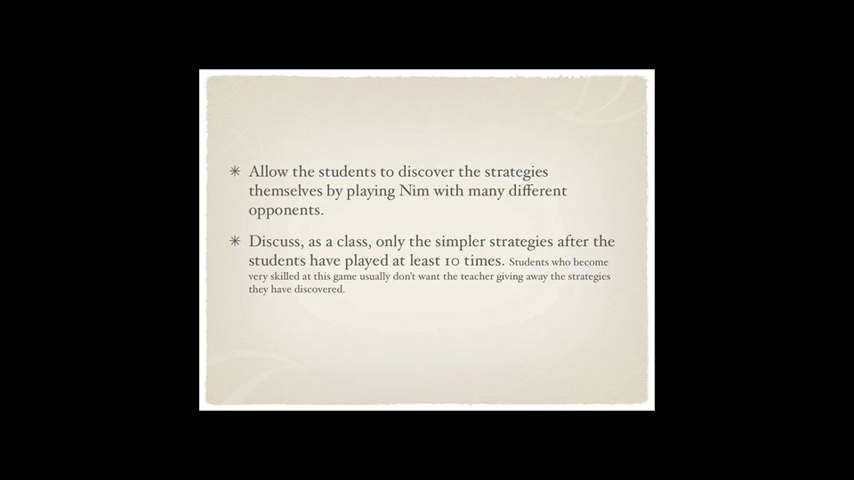 ✳ Allow the students to discover the strategies
themselves by playing Nim with many different
opponents.
✳ Discuss, as a class, only the simpler strategies after the
students have played at least 10 times. Students who become
very skilled at this game usually don't want the teacher giving away the strategies
they have discovered.